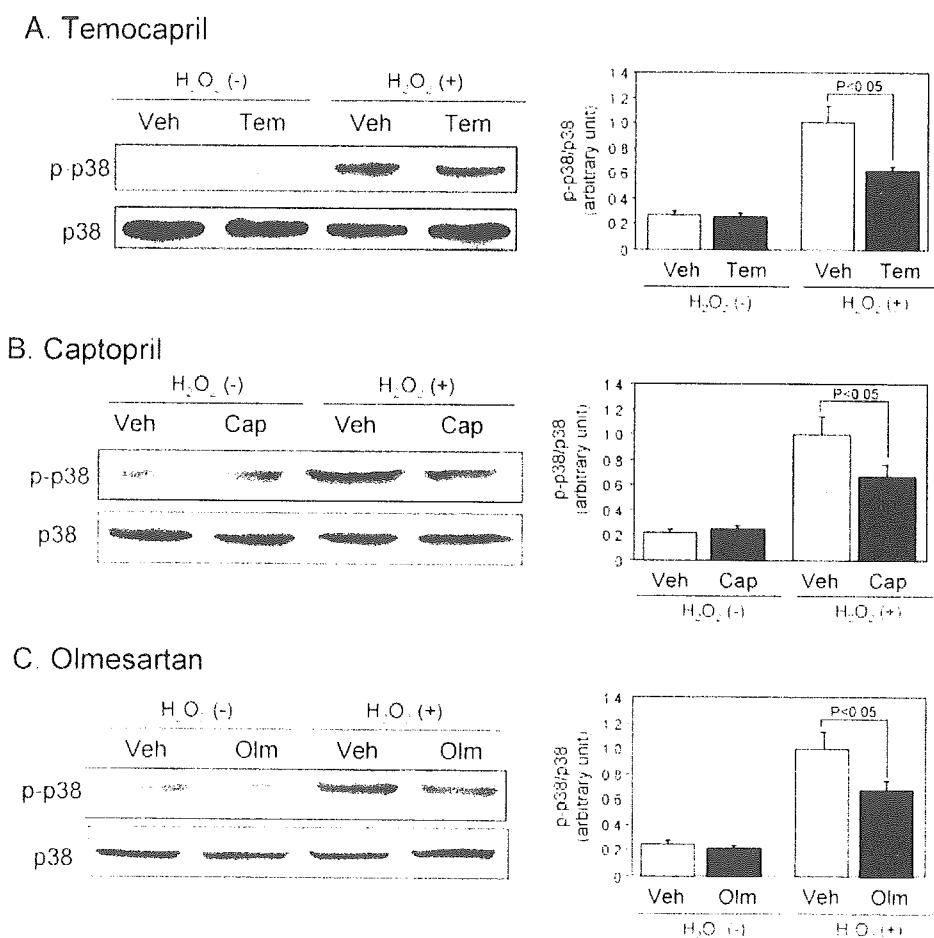 A. Temocapril
H₂O₂ (-) H₂O₂ (+)
Veh Tem Veh Tem
p-p38
p38
p-p38/p38
(arbitrary unit)
1.4
1.2
1.0
0.8
0.6
0.4
0.2
0
P<0.05
Veh Tem Veh Tem
H₂O₂ (-) H₂O₂ (+)
B. Captopril
H₂O₂ (-) H₂O₂ (+)
Veh Cap Veh Cap
p-p38
p38
p-p38/p38
(arbitrary unit)
1.4
1.2
1.0
0.8
0.6
0.4
0.2
0
P<0.05
Veh Cap Veh Cap
H₂O₂ (-) H₂O₂ (+)
C. Olmesartan
H₂O₂ (-) H₂O₂ (+)
Veh Olm Veh Olm
p-p38
p38
p-p38/p38
(arbitrary unit)
1.4
1.2
1.0
0.8
0.6
0.4
0.2
0
P<0.05
Veh Olm Veh Olm
H₂O₂ (-) H₂O₂ (+)